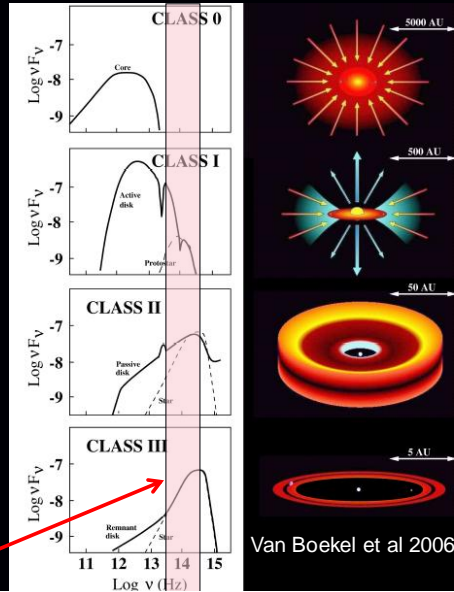 CLASS 0
Log νFν
-7
-8
-9
Core
5000 AU
CLASS I
Log νFν
-7
-8
-9
Active
disk
Protostar
500 AU
CLASS II
Log νFν
-7
-8
-9
Passive
disk
Star
50 AU
CLASS III
Log νFν
-7
-8
-9
Remnant
disk
Star
5 AU
11 12 13 14 15
Log ν (Hz)
Van Boekel et al 2006